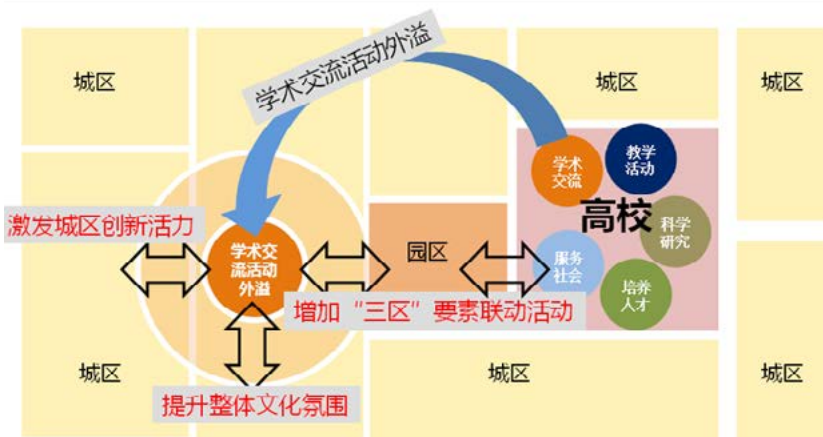 城区
学术交流活动外溢
城区
城区
学术
交流
教学
活动
高校
科学
研究
服务
社会
培养
人才
激发城区创新活力
学术交
流活动
外溢
园区
增加“三区”要素联动活动
城区
提升整体文化氛围
城区
城区